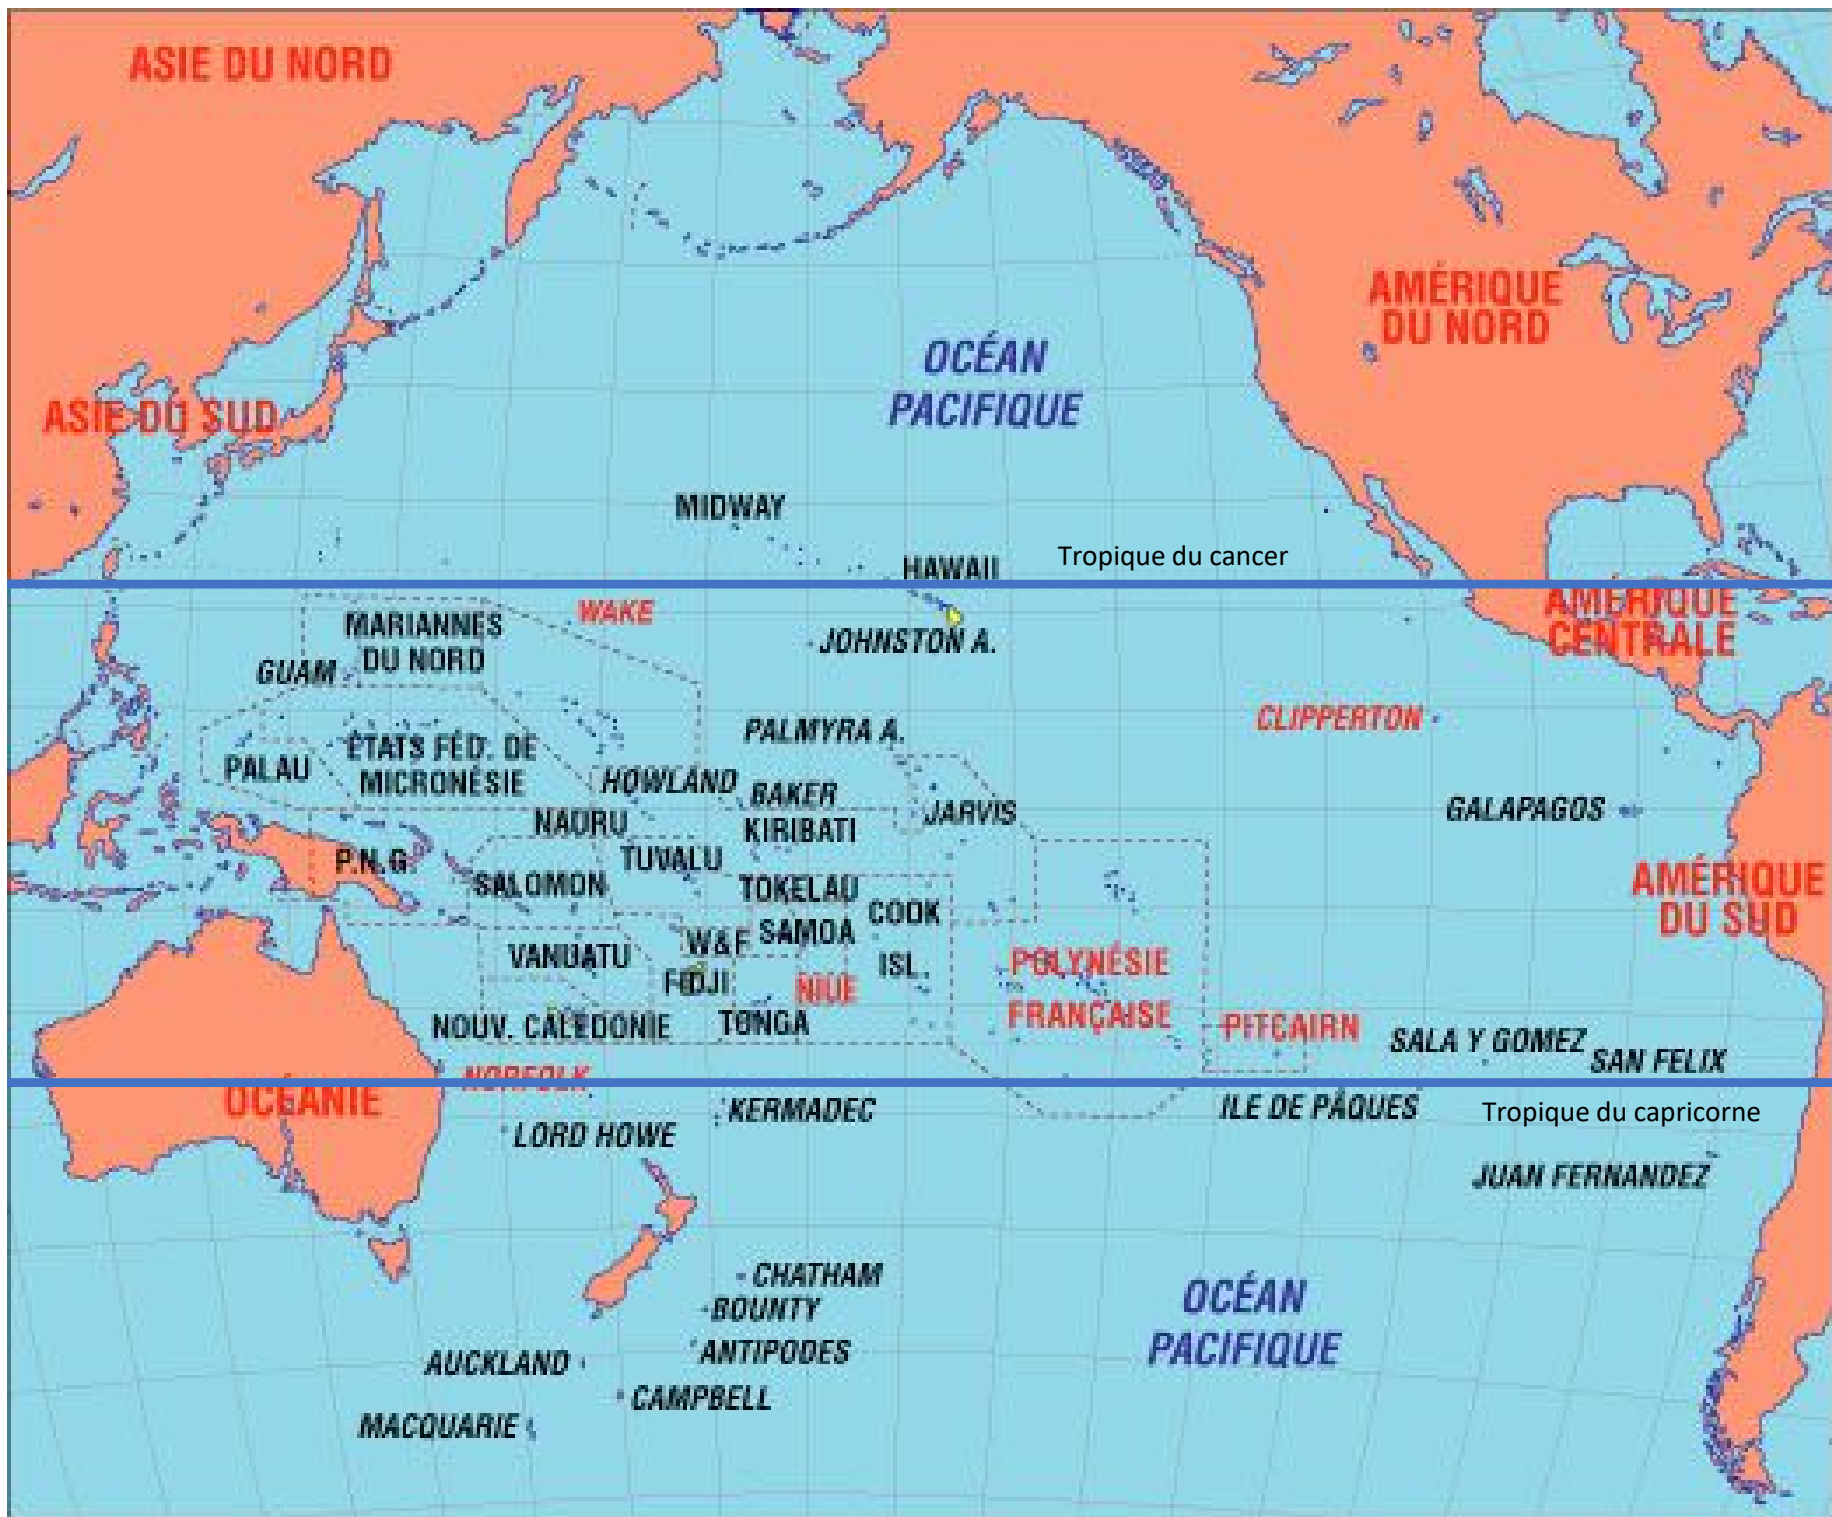 ASIE DU NORD
AMÉRIQUE
DU NORD
OCÉAN
PACIFIQUE
ASIE DU SUD
MIDWAY
Tropique du cancer
HAWAII
AMÉRIQUE
CENTRALE
WAKE
MARIANNES
DU NORD
JOHNSTON A.
GUAM
CLIPPERTON
PALMYRA A.
ÉTATS FÉD. DE
MICRONÉSIE
PALAU
HOWLAND
BAKER
JARVIS
GALAPAGOS
NAURU
KIRIBATI
P.N.G.
TUVALU
SALOMON
TOKELAU
COOK
ISL.
AMÉRIQUE
DU SUD
SAMOA
W&F
VANUATU
POLYNÉSIE
FRANÇAISE
FIDJI
NIUE
NOUV. CALEDONIE
TONGA
PITCAIRN
SALA Y GOMEZ
SAN FELIX
NORFOLK
OCÉANIE
KERMADEC
ILE DE PÂQUES
Tropique du capricorne
LORD HOWE
JUAN FERNANDEZ
CHATHAM
BOUNTY
OCÉAN
PACIFIQUE
ANTIPODES
AUCKLAND
CAMPBELL
MACQUARIE